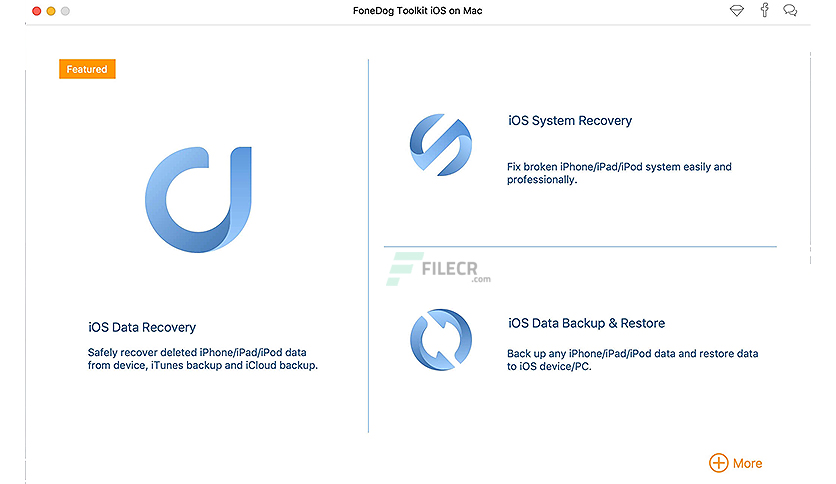 FoneDog Toolkit iOS on Mac
Featured
iOS Data Recovery
Safely recover deleted iPhone/iPad/iPod data
from device, iTunes backup and iCloud backup.
iOS System Recovery
Fix broken iPhone/iPad/iPod system easily and
professionally.
FILECR
.com
iOS Data Backup & Restore
Back up any iPhone/iPad/iPod data and restore data
to iOS device/PC.
More